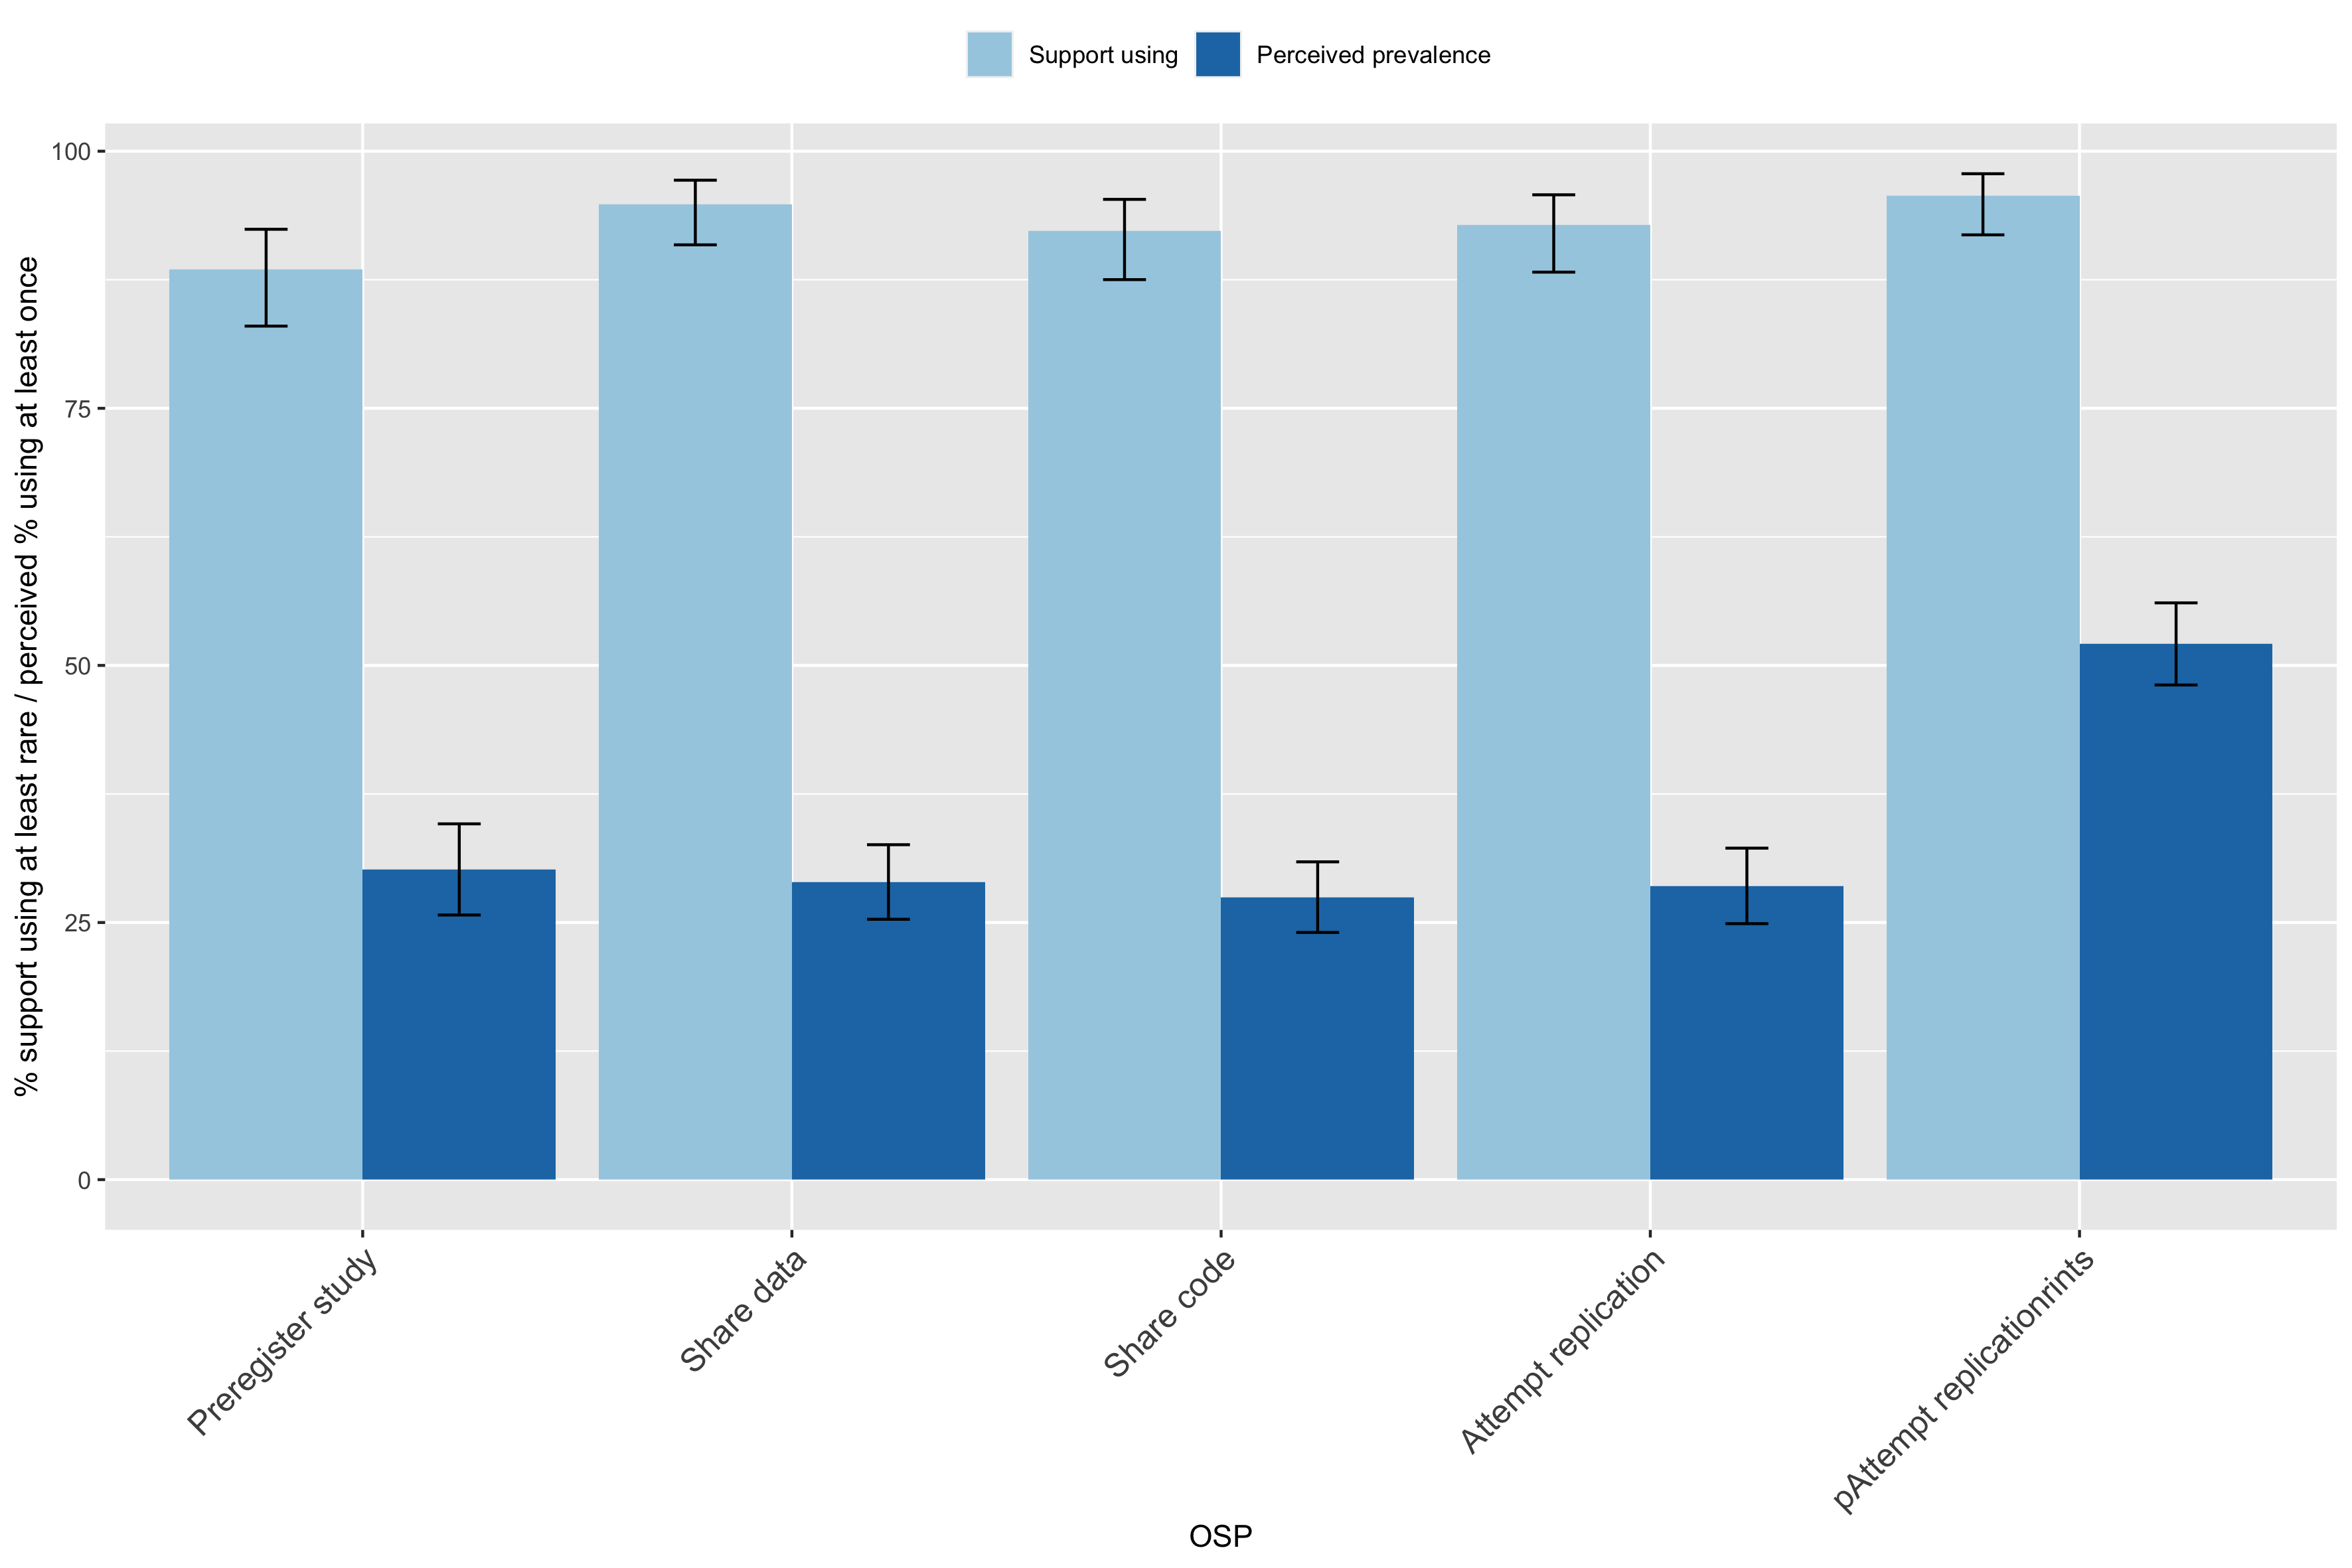 Support using
Perceived prevalence
% support using at least rare / perceived % using at least once
100
75
50
25
0
Preregister study
Share data
Share code
Attempt replication
pAttempt replicationrints
OSP